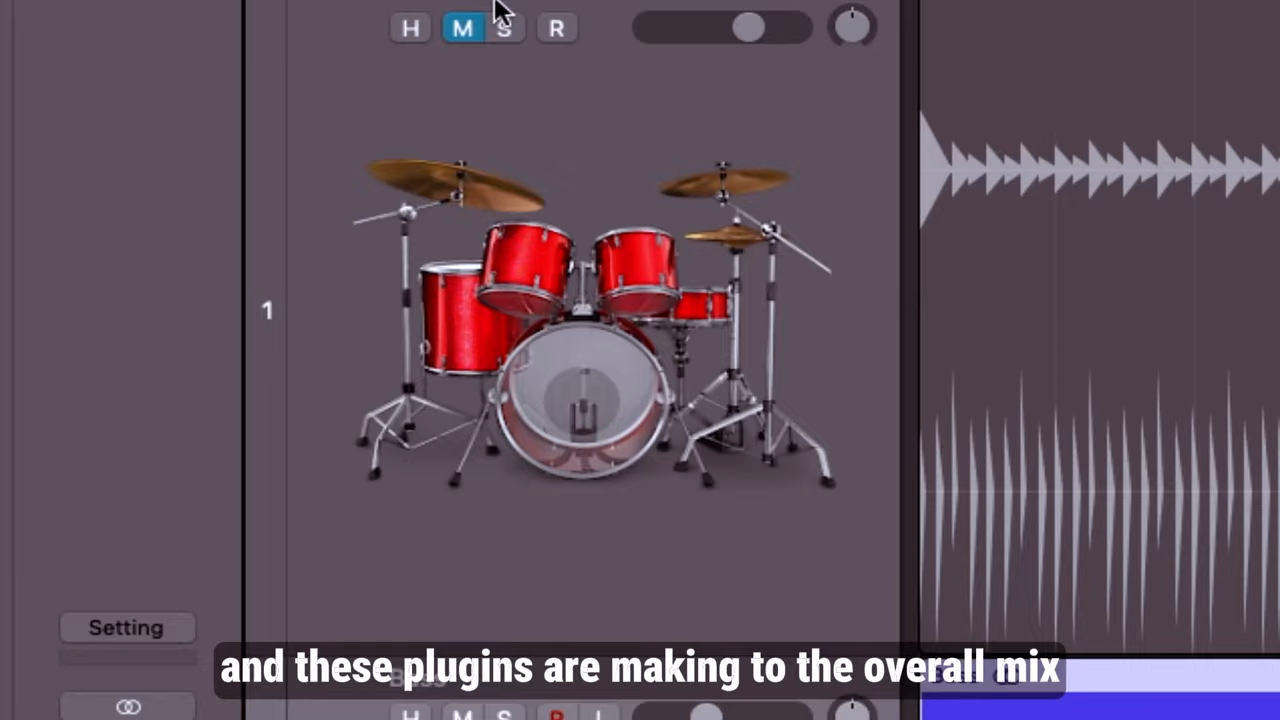 H M S R
1
Setting
and these plugins are making to the overall mix
H M S R I